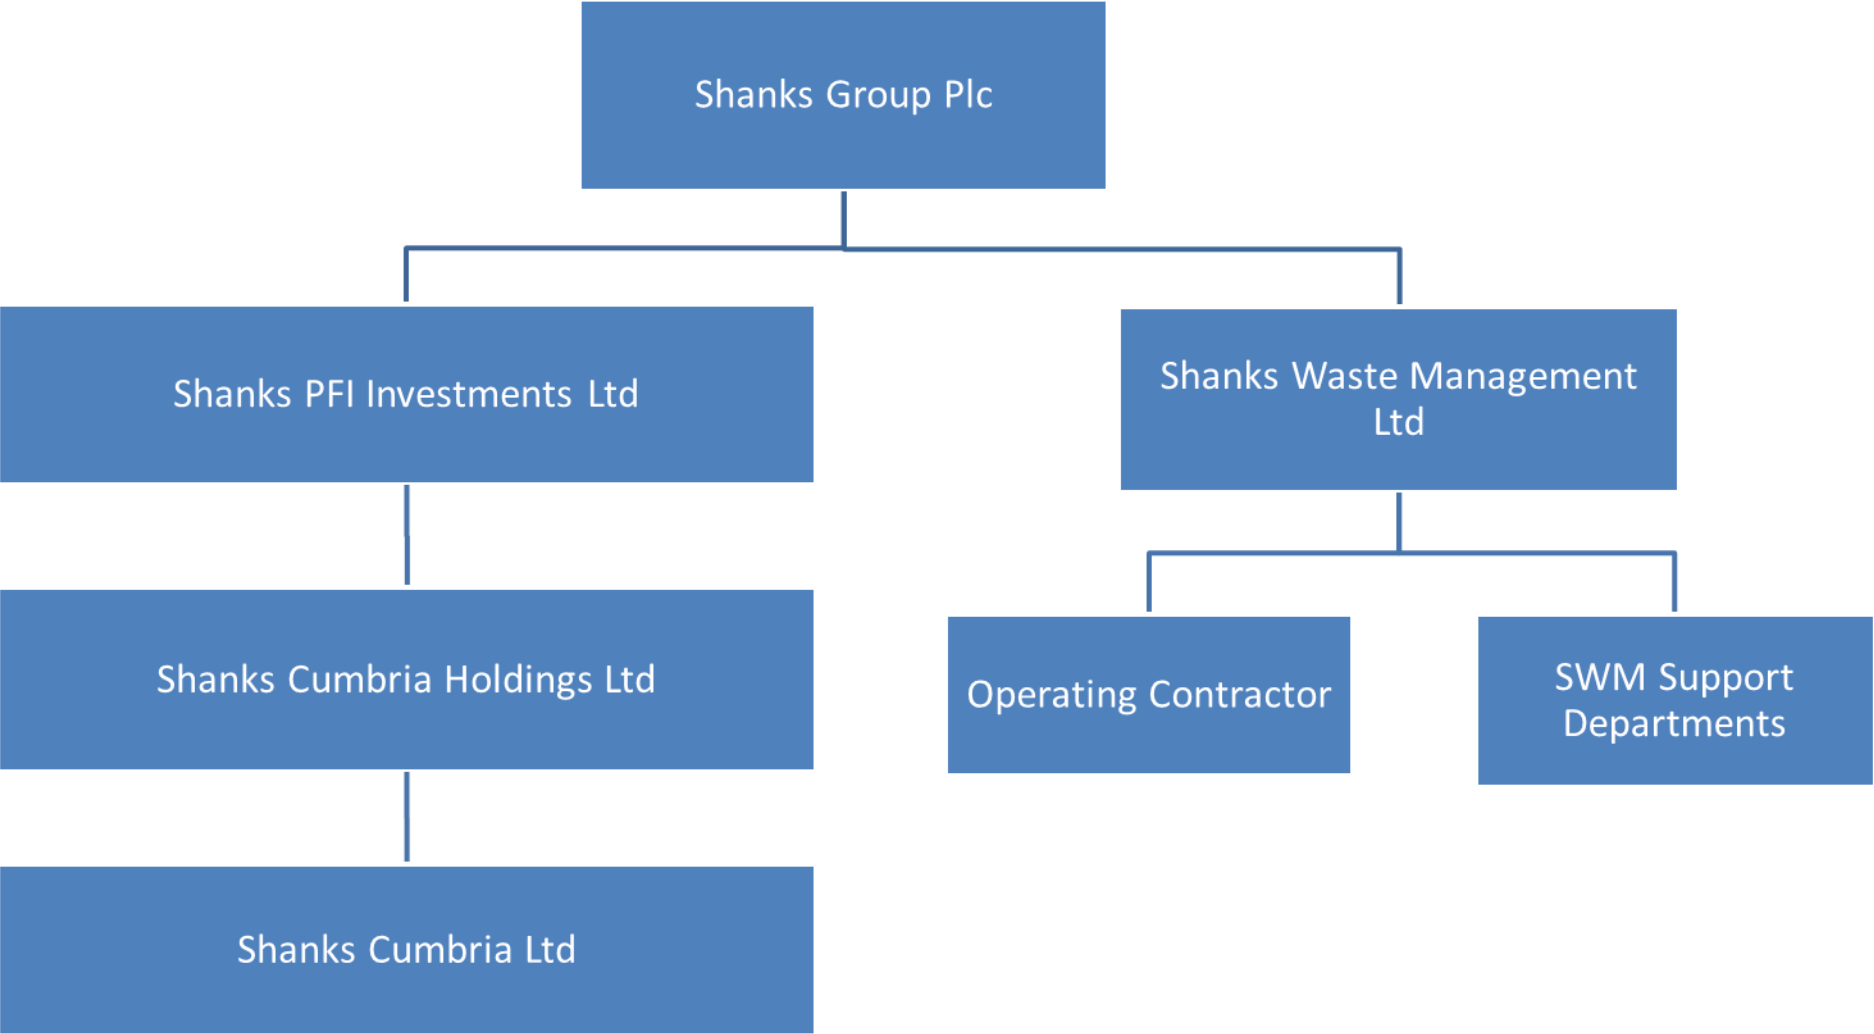 Shanks Group Plc
Shanks PFI Investments Ltd
Shanks Waste Management
Ltd
Shanks Cumbria Holdings Ltd
Operating Contractor
SWM Support
Departments
Shanks Cumbria Ltd